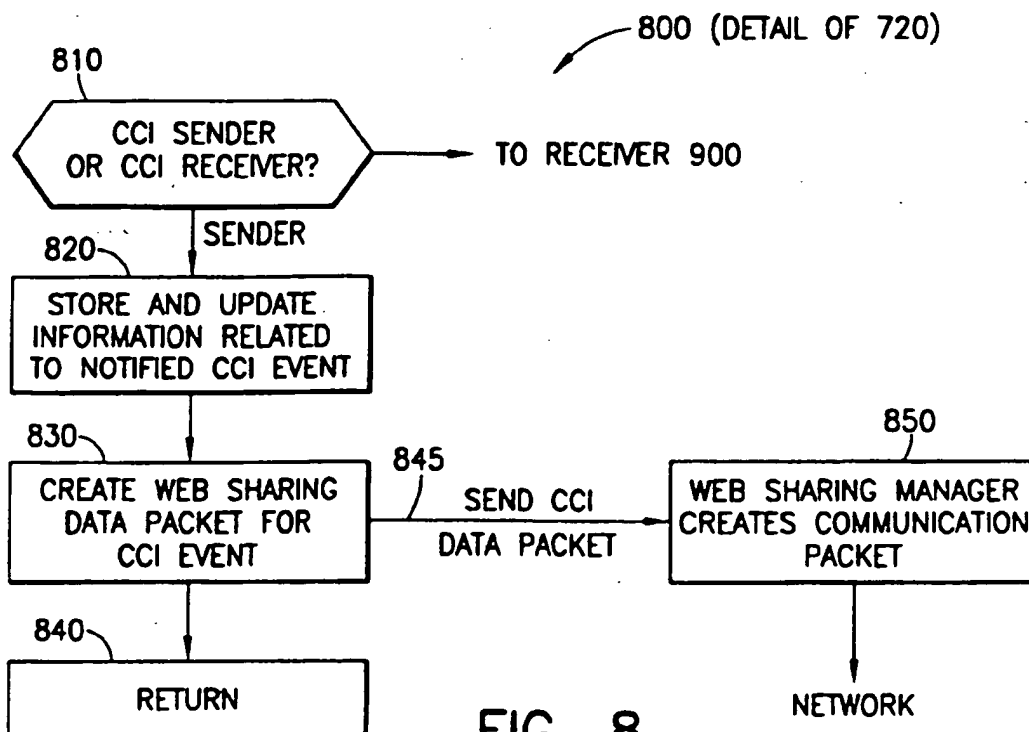 800 (DETAIL OF 720)
810
CCI SENDER
OR CCI RECEIVER?
TO RECEIVER 900
SENDER
820
STORE AND UPDATE
INFORMATION RELATED
TO NOTIFIED CCI EVENT
830
CREATE WEB SHARING
DATA PACKET FOR
CCI EVENT
845
SEND CCI
DATA PACKET
850
WEB SHARING MANAGER
CREATES COMMUNICATION
PACKET
840
RETURN
NETWORK
FIG. 8